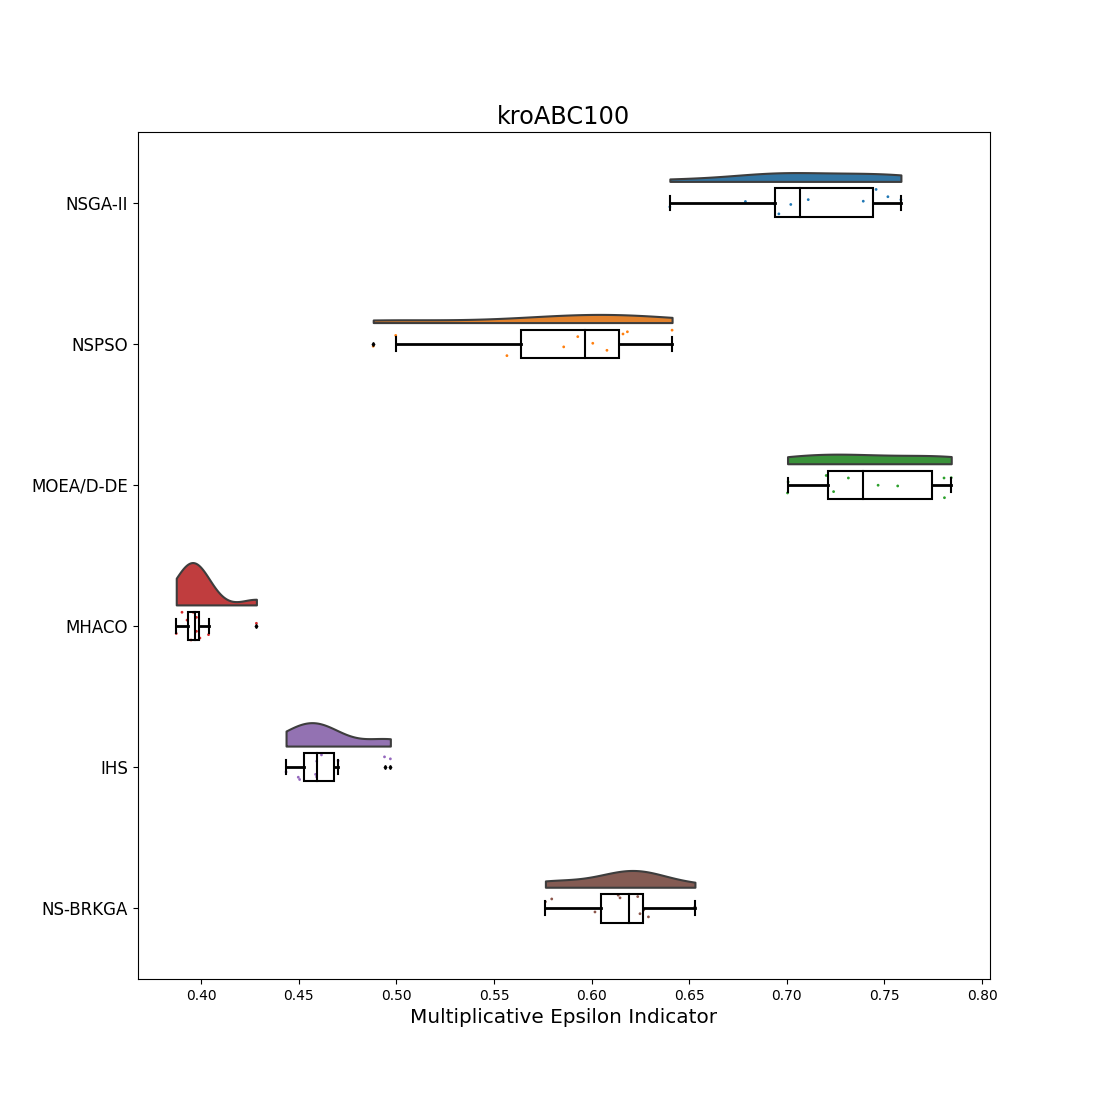 kroABC100
NSGA-II
NSPSO
MOEA/D-DE
MHACO
IHS
NS-BRKGA
0.40 0.45 0.50 0.55 0.60 0.65 0.70 0.75 0.80
Multiplicative Epsilon Indicator